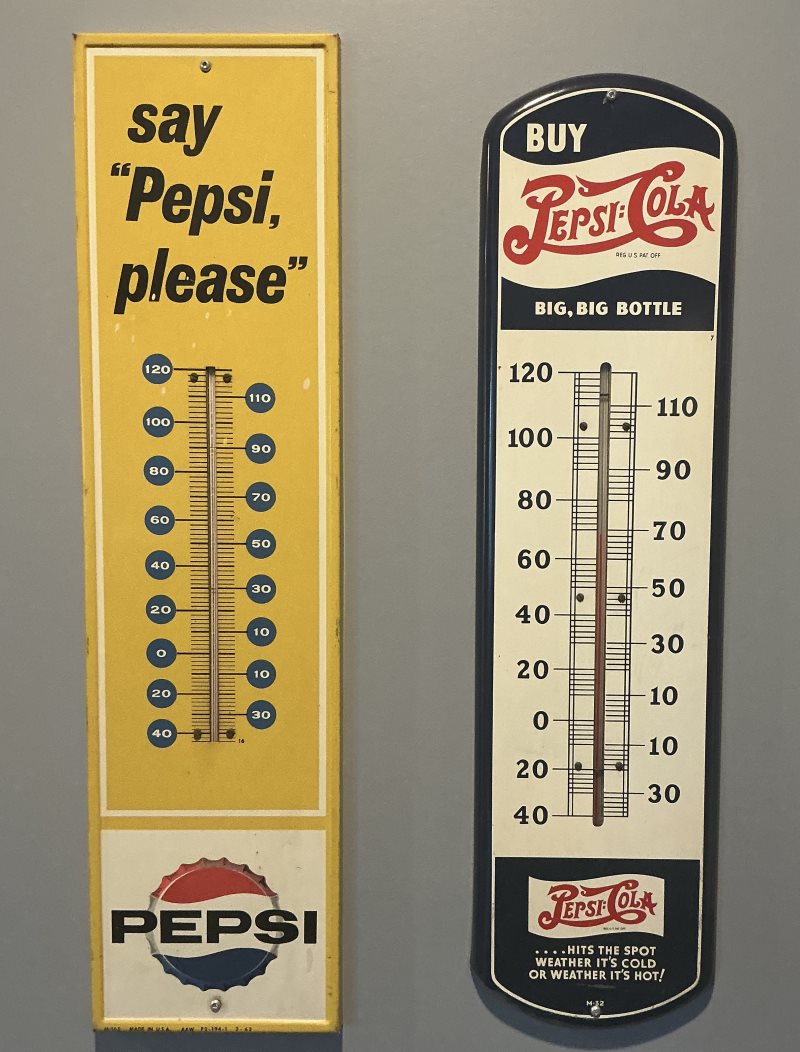 say
“Pepsi,
please”
120
110
100
90
80
70
60
50
40
30
20
10
0
10
20
30
40
16
PEPSI
MADE IN U.S.A.
BUY
PEPSI:COLA
REG U S PAT OFF
BIG, BIG BOTTLE
7
120
110
100
90
80
70
60
50
40
30
20
10
0
10
20
30
40
PEPSI:COLA
....HITS THE SPOT
WEATHER IT'S COLD
OR WEATHER IT'S HOT!
M-32